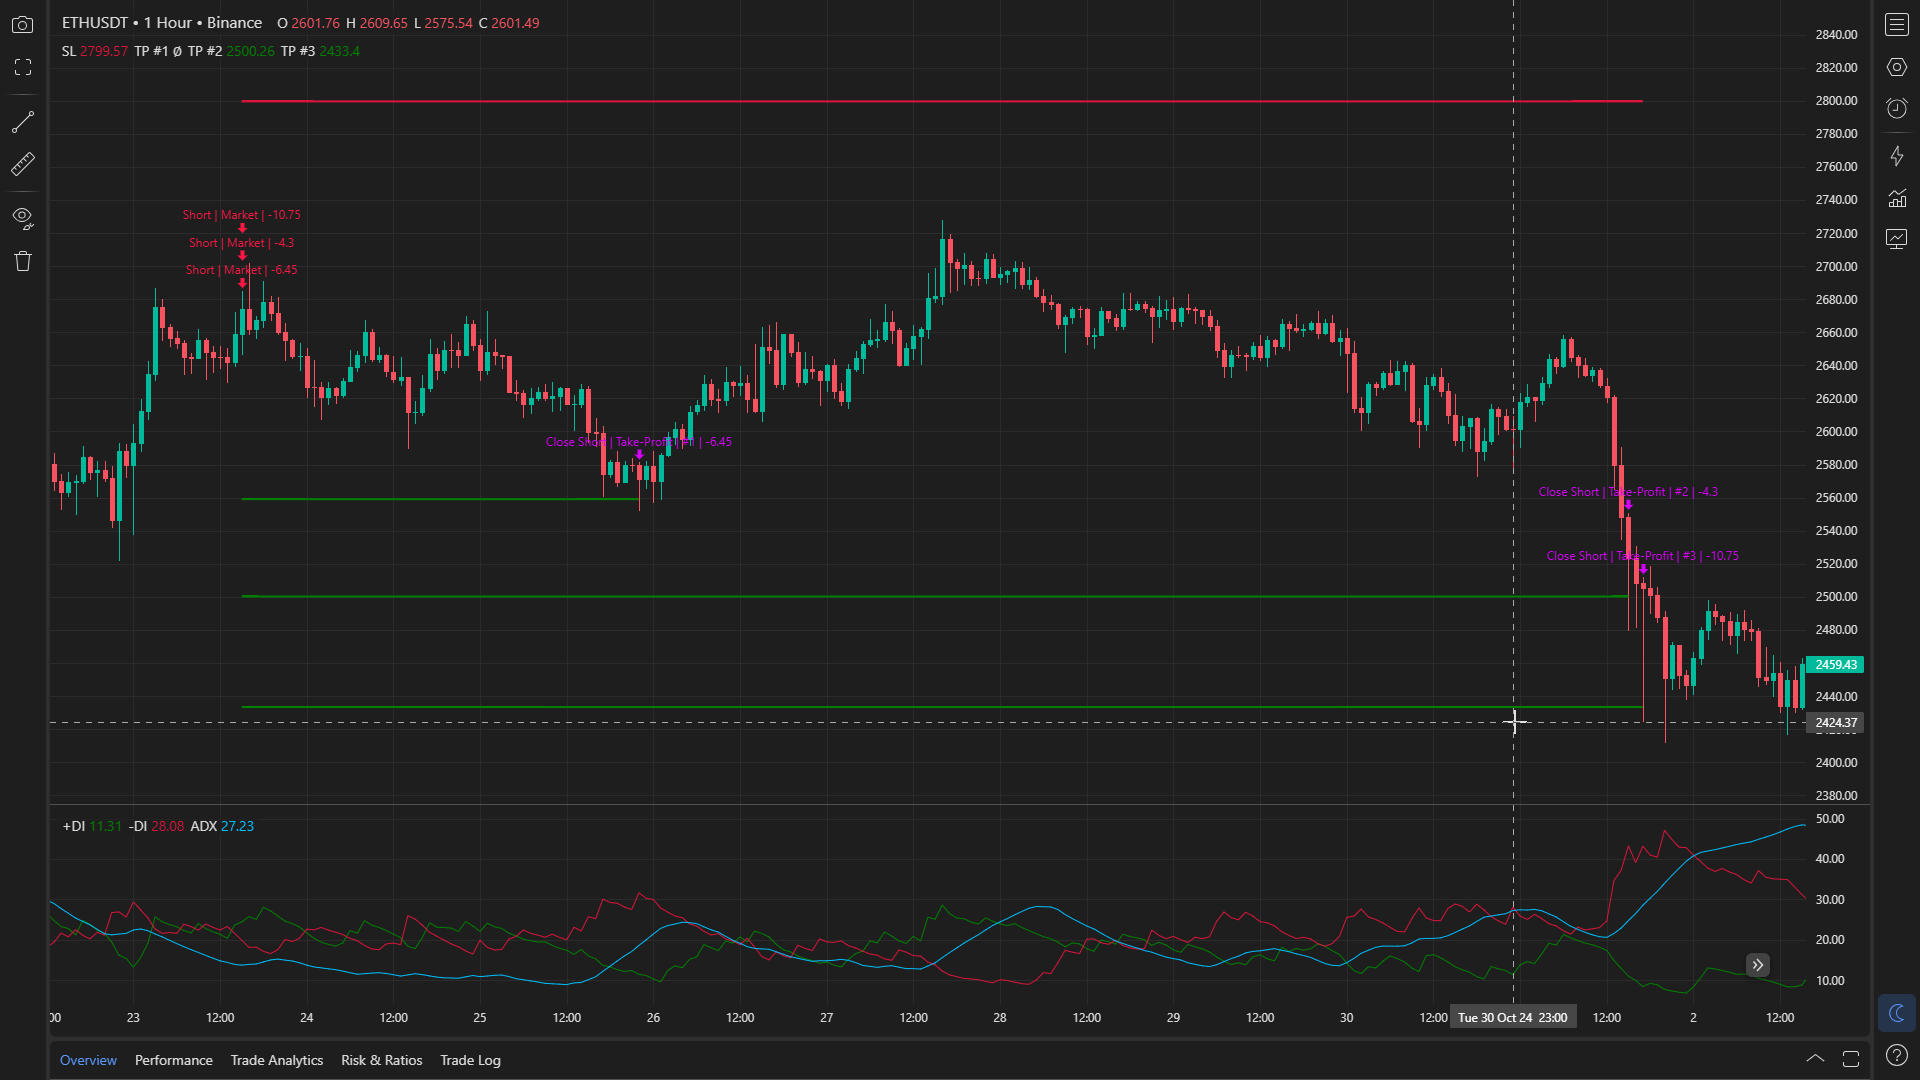 ETHUSDT • 1 Hour • Binance O 2601.76 H 2609.65 L 2575.54 C 2601.49
SL 2799.57 TP #1 Ø TP #2 2500.26 TP #3 2433.4
2840.00
2820.00
2800.00
2780.00
2760.00
2740.00
2720.00
2700.00
2680.00
2660.00
2640.00
2620.00
2600.00
2580.00
2560.00
2540.00
2520.00
2500.00
2480.00
2459.43
2440.00
2424.37
2400.00
2380.00
Short | Market | -10.75
Short | Market | -4.3
Short | Market | -6.45
Close Short | Take-Profit | #1 | -6.45
Close Short | Take-Profit | #2 | -4.3
Close Short | Take-Profit | #3 | -10.75
+DI 11.31 -DI 28.08 ADX 27.23
50.00
40.00
30.00
20.00
10.00
00 23 12:00 24 12:00 25 12:00 26 12:00 27 12:00 28 12:00 29 12:00 30 12:00 Tue 30 Oct 24 23:00 12:00 2 12:00
Overview Performance Trade Analytics Risk & Ratios Trade Log